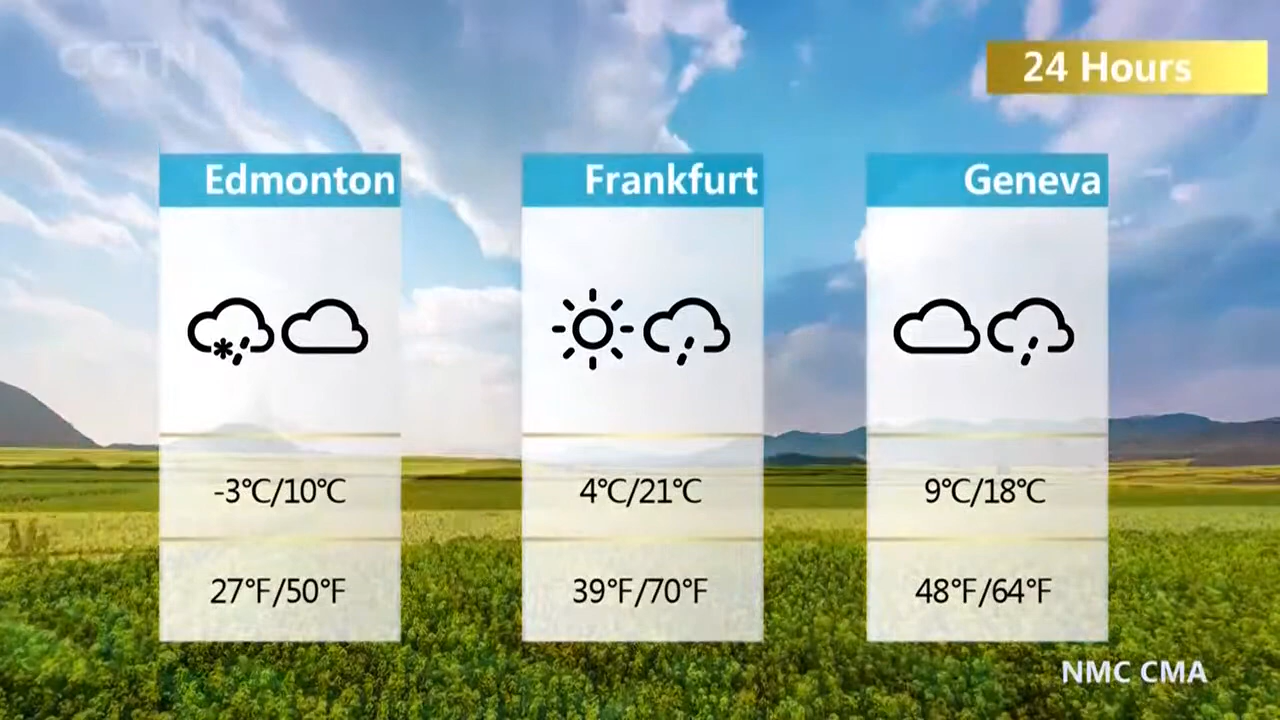 CGTN
24 Hours
Edmonton
-3℃/10℃
27°F/50°F
Frankfurt
4℃/21℃
39°F/70°F
Geneva
9℃/18℃
48°F/64°F
NMC CMA